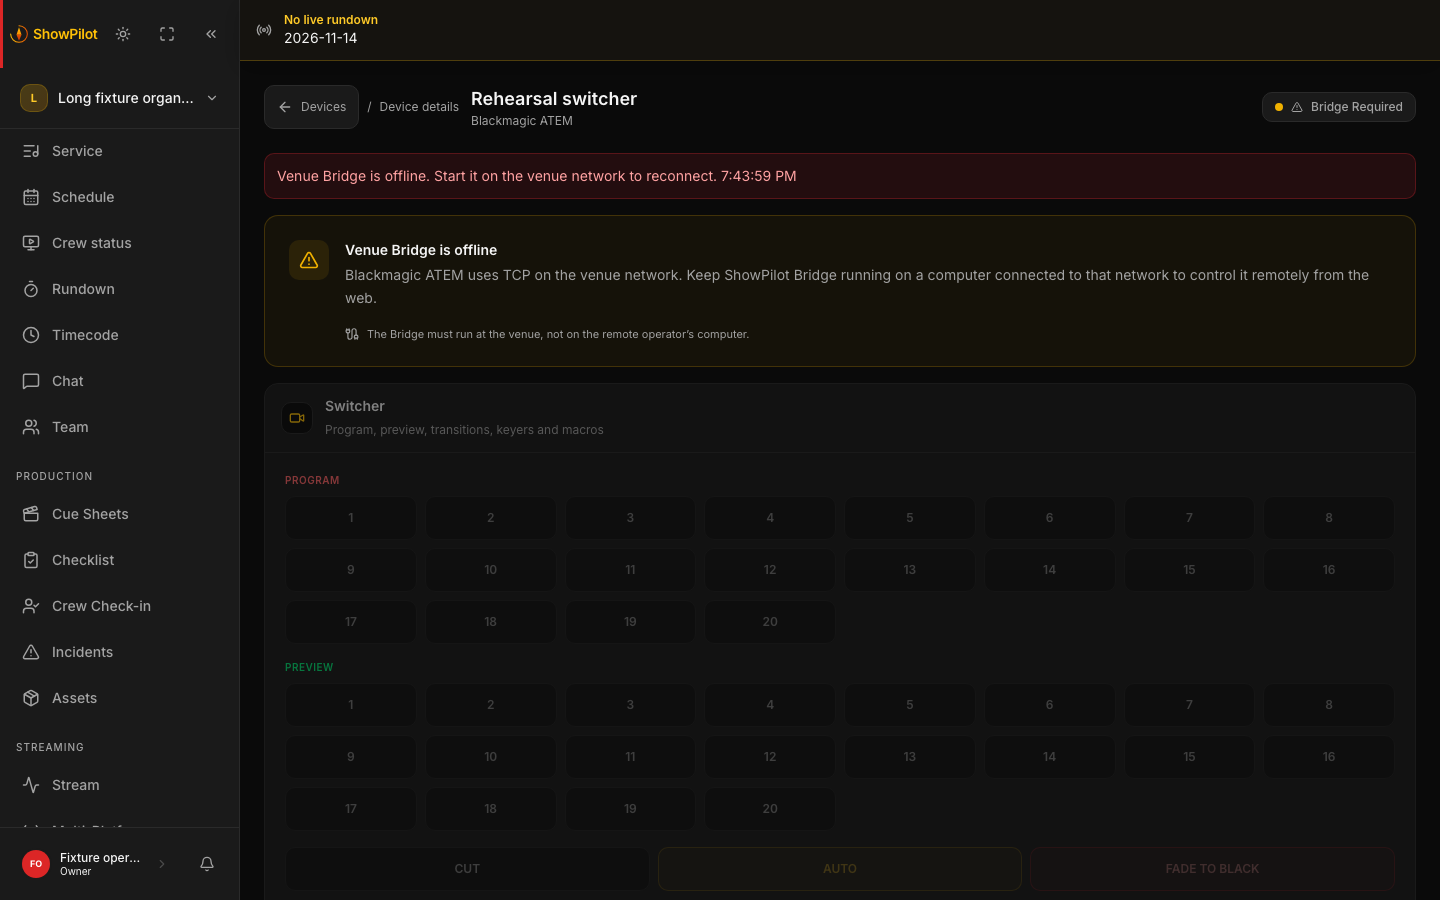 ShowPilot
No live rundown
2026-11-14
L
Long fixture organ...
Service
Schedule
Crew status
Rundown
Timecode
Chat
Team
PRODUCTION
Cue Sheets
Checklist
Crew Check-in
Incidents
Assets
STREAMING
Stream
FO
Fixture oper...
Owner
Devices
/
Device details
Rehearsal switcher
Blackmagic ATEM
Bridge Required
Venue Bridge is offline. Start it on the venue network to reconnect. 7:43:59 PM
Venue Bridge is offline
Blackmagic ATEM uses TCP on the venue network. Keep ShowPilot Bridge running on a computer connected to that network to control it remotely from the
web.
The Bridge must run at the venue, not on the remote operator’s computer.
Switcher
Program, preview, transitions, keyers and macros
PROGRAM
1 2 3 4 5 6 7 8
9 10 11 12 13 14 15 16
17 18 19 20
PREVIEW
1 2 3 4 5 6 7 8
9 10 11 12 13 14 15 16
17 18 19 20
CUT AUTO FADE TO BLACK